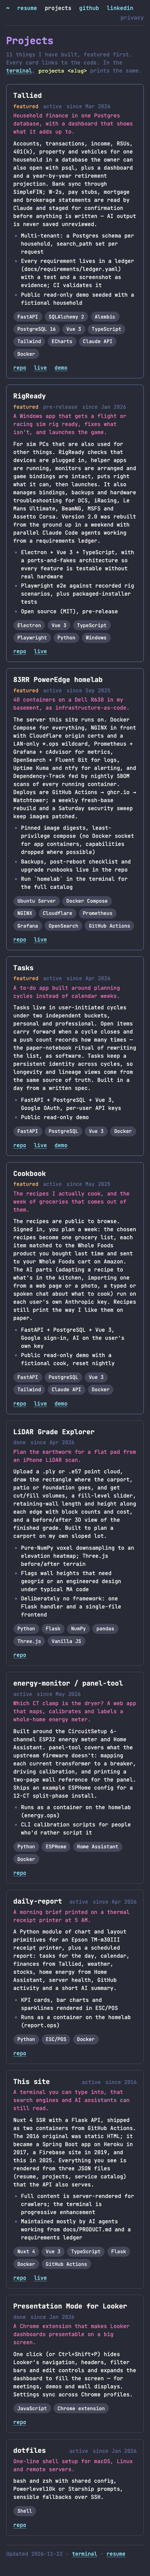 ~ resume projects github linkedin
privacy
Projects
11 things I have built, featured first.
Every card links to the code. In the
terminal, projects <slug> prints the same.
Tallied
featured active since Mar 2026
Household finance in one Postgres
database, with a dashboard that shows
what it adds up to.
Accounts, transactions, income, RSUs,
401(k)s, property and vehicles for one
household in a database the owner can
also open with psql, plus a dashboard
and a year-by-year retirement
projection. Bank sync through
SimpleFIN; W-2s, pay stubs, mortgage
and brokerage statements are read by
Claude and staged for confirmation
before anything is written — AI output
is never saved unreviewed.
◦ Multi-tenant: a Postgres schema per
household, search_path set per
request
◦ Every requirement lives in a ledger
(docs/requirements/ledger.yaml)
with a test and a screenshot as
evidence; CI validates it
◦ Public read-only demo seeded with a
fictional household
FastAPI SQLAlchemy 2 Alembic
PostgreSQL 16 Vue 3 TypeScript
Tailwind ECharts Claude API
Docker
repo live demo
RigReady
featured pre-release since Jan 2026
A Windows app that gets a flight or
racing sim rig ready, fixes what
isn't, and launches the game.
For sim PCs that are also used for
other things. RigReady checks that
devices are plugged in, helper apps
are running, monitors are arranged and
game bindings are intact, puts right
what it can, then launches. It also
manages bindings, backups and hardware
troubleshooting for DCS, iRacing, Le
Mans Ultimate, BeamNG, MSFS and
Assetto Corsa. Version 2.0 was rebuilt
from the ground up in a weekend with
parallel Claude Code agents working
from a requirements ledger.
◦ Electron + Vue 3 + TypeScript, with
a ports-and-faxes architecture so
every feature is testable without
real hardware
◦ Playwright e2e against recorded rig
scenarios, plus packaged-installer
tests
◦ Open source (MIT), pre-release
Electron Vue 3 TypeScript
Playwright Python Windows
repo live
83RR PowerEdge homelab
featured active since Sep 2025
40 containers on a Dell R630 in my
basement, as infrastructure-as-code.
The server this site runs on. Docker
Compose for everything, NGINX in front
with Cloudflare origin certs and a
LAN-only *.ops wildcard, Prometheus +
Grafana + cAdvisor for metrics,
OpenSearch + Fluent Bit for logs,
Uptime Kuma and ntfy for alerting, and
Dependency-Track fed by nightly SBOM
scans of every running container.
Deploys are GitHub Actions → ghcr.io →
Watchtower; a weekly fresh-base
rebuild and a Saturday security sweep
keep images patched.
◦ Pinned image digests, least-
privilege compose (no Docker socket
for app containers, capabilities
dropped where possible)
◦ Backups, post-reboot checklist and
upgrade runbooks live in the repo
◦ Run `homelab` in the terminal for
the full catalog
Ubuntu Server Docker Compose
NGINX Cloudflare Prometheus
Grafana OpenSearch GitHub Actions
repo live
Tasks
featured active since Apr 2026
A to-do app built around planning
cycles instead of calendar weeks.
Tasks live in user-initiated cycles
under two independent boards, personal
and professional. Open items
carry forward when a cycle closes and
a push count records how many times —
the paper-notebook ritual of rewriting
the list, as software. Tasks have a
persistent identity across cycles, so
longevity and lineage views come from
the same source of truth. Built in a
day from a written spec.
◦ FastAPI + PostgreSQL + Vue 3,
Google OAuth, per-user API keys
◦ Public read-only demo
FastAPI PostgreSQL Vue 3 Docker
repo live demo
Cookbook
featured active since May 2025
The recipes I actually cook, and the
week of groceries that comes out of
them.
The recipes are public to browse.
Signed in, you plan a week: the chosen
recipes become one grocery list, each
item matched to the Whole Foods
product you bought last time and sent
to your Whole Foods cart on Amazon.
The AI parts (adapting a recipe to
what's in the kitchen, importing one
from a web page or a photo, a typed or
spoken chat about what to cook) run on
each user's own Anthropic key. Recipes
still print the way I like them on
paper.
◦ FastAPI + PostgreSQL + Vue 3,
Google sign-in, AI on the user's
own key
◦ Public read-only demo with a
fictional cook, reset nightly
FastAPI PostgreSQL Vue 3
Tailwind Claude API Docker
repo live demo
LiDAR Grade Explorer
done since Apr 2025
Plan the earthwork for a flat pad from
an iPhone LiDAR scan.
Upload a .ply or .e57 point cloud,
draw the rectangle where the carport,
patio or foundation goes, and get
cut/fill volumes, a fill-level slider,
retaining-wall length and height along
each edge with block counts and cost,
and a before/after 3D view of the
finished grade. Built to plan a
carport on my own sloped lot.
◦ Pure-NumPy voxel downsampling to an
elevation heatmap; Three.js
before/after terrain
◦ Flags wall heights that need
geogrid or an engineered design
under typical MA code
◦ Deliberately no framework: one
Flask handler and a single-file
frontend
Python Flask NumPy pandas
Three.js Vanilla JS
repo
energy-monitor / panel-tool
active since May 2026
Which CT clamp is the dryer? A web app
that maps, calibrates and labels a
whole-home energy meter.
Built around the CircuitSetup 6-
channel ESP32 energy meter and Home
Assistant, panel-tool covers what the
upstream firmware doesn't: mapping
each current transformer to a breaker,
driving calibration, and printing a
two-page wall reference for the panel.
Ships an example ESPHome config for a
12-CT split-phase install.
◦ Runs as a container on the homelab
(energy.ops)
◦ CLI calibration scripts for people
who'd rather script it
Python ESPHome Home Assistant
Docker
repo
daily-report active since Apr 2026
A morning brief printed on a thermal
receipt printer at 5 AM.
A Python module of chart and layout
primitives for an Epson TM-m30III
receipt printer, plus a scheduled
report: tasks for the day, calendar,
finances from Tallied, weather,
stocks, home energy from Home
Assistant, server health, GitHub
activity and a short AI summary.
◦ KPI cards, bar charts and
sparklines rendered in ESC/POS
◦ Runs as a container on the homelab
(report.ops)
Python ESC/POS Docker
repo
This site active since 2016
A terminal you can type into, that
search engines and AI assistants can
still read.
Nuxt 4 SSR with a Flask API, shipped
as two containers from GitHub Actions.
The 2016 original was static HTML; it
became a Spring Boot app on Heroku in
2017, a Firebase site in 2019, and
this in 2025. Everything you see is
rendered from three JSON files
(resume, projects, service catalog)
that the API also serves.
◦ Full content is server-rendered for
crawlers; the terminal is
progressive enhancement
◦ Maintained mostly by AI agents
working from docs/PRODUCT.md and a
requirements ledger
Nuxt 4 Vue 3 TypeScript Flask
Docker GitHub Actions
repo live
Presentation Mode for Looker
done since Jan 2026
A Chrome extension that makes Looker
dashboards presentable on a big
screen.
One click (or Ctrl+Shift+P) hides
Looker's navigation, headers, filter
bars and edit controls and expands the
dashboard to fill the screen — for
meetings, demos and wall displays.
Settings sync across Chrome profiles.
JavaScript Chrome extension
repo
dotfiles active since Jan 2026
One-line shell setup for macOS, Linux
and remote servers.
bash and zsh with shared config,
Powerlevel10k or Starship prompts,
sensible fallbacks over SSH.
Shell
repo
terminal · resume